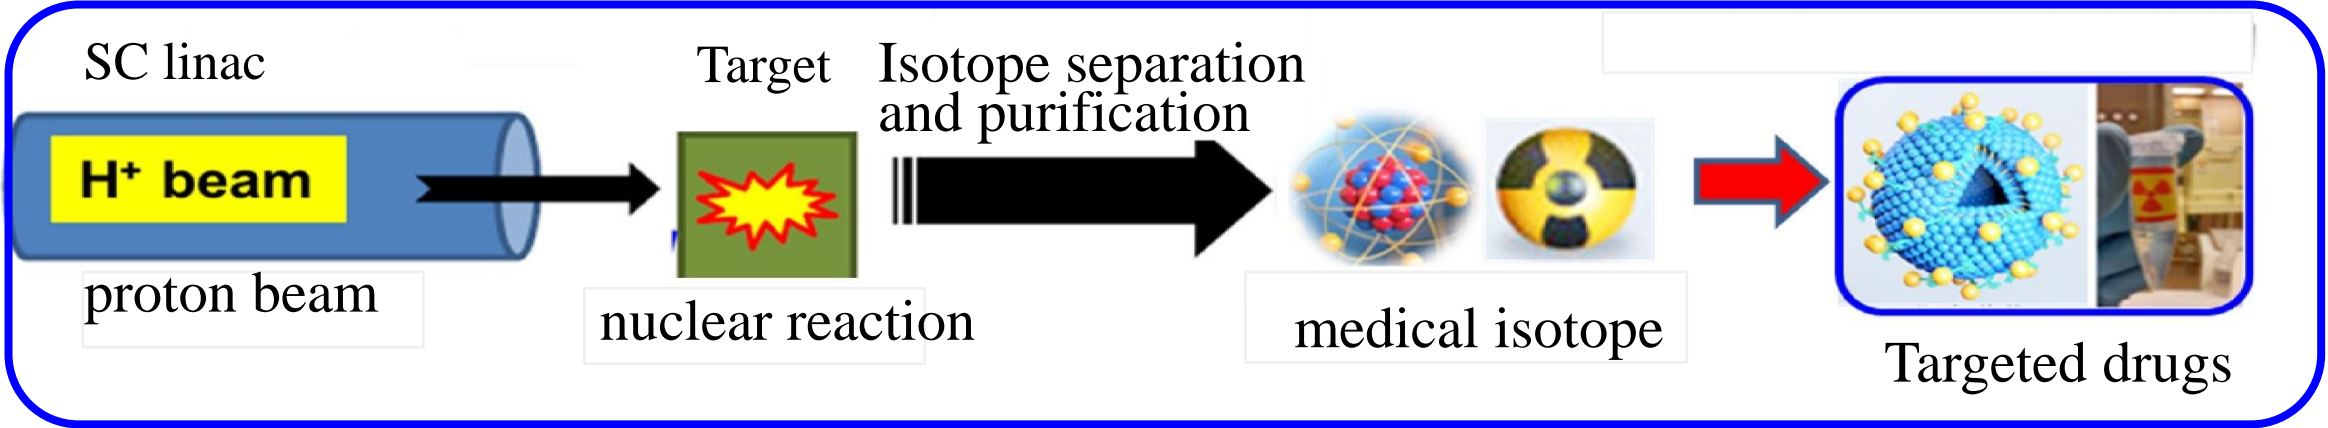 SC linac
H⁺ beam
proton beam
Target
nuclear reaction
Isotope separation
and purification
medical isotope
Targeted drugs